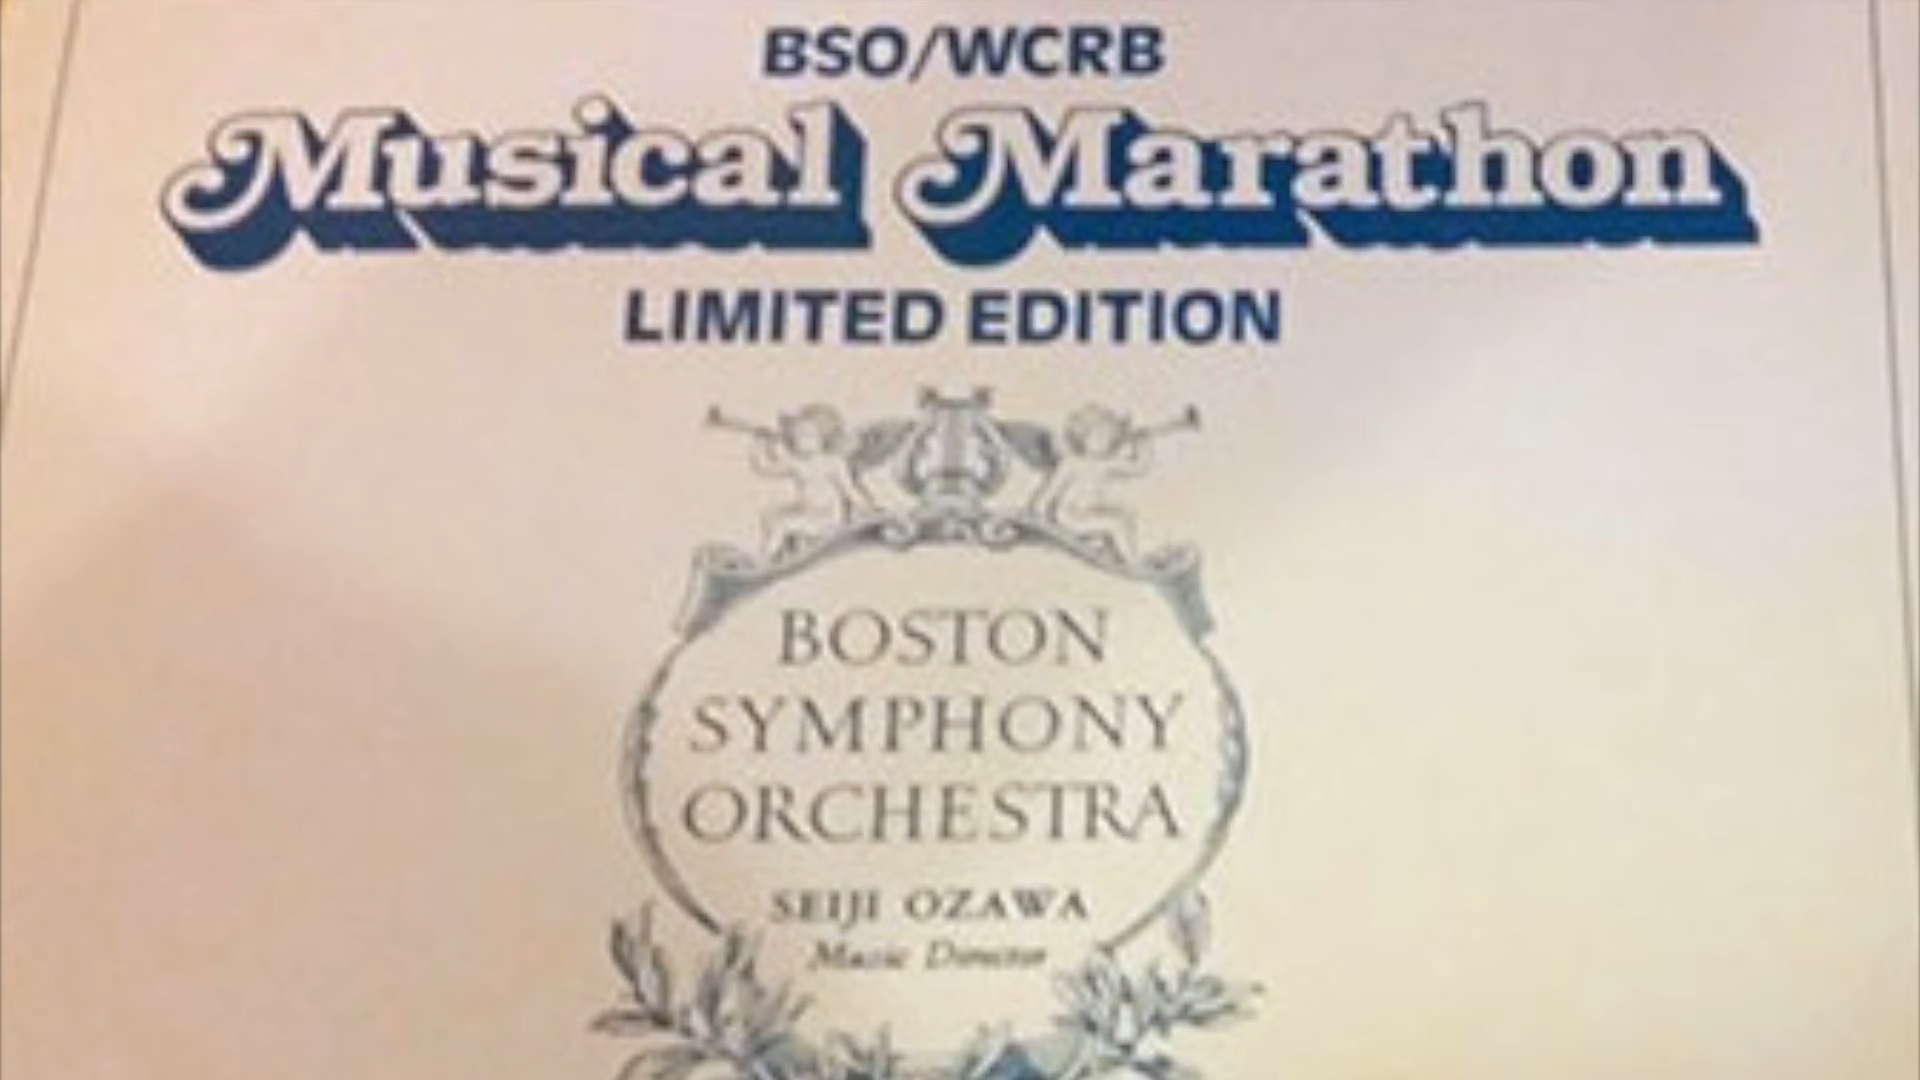 BSO/WCRB
Musical Marathon
LIMITED EDITION
BOSTON
SYMPHONY
ORCHESTRA
SEIJI OZAWA
Music Director